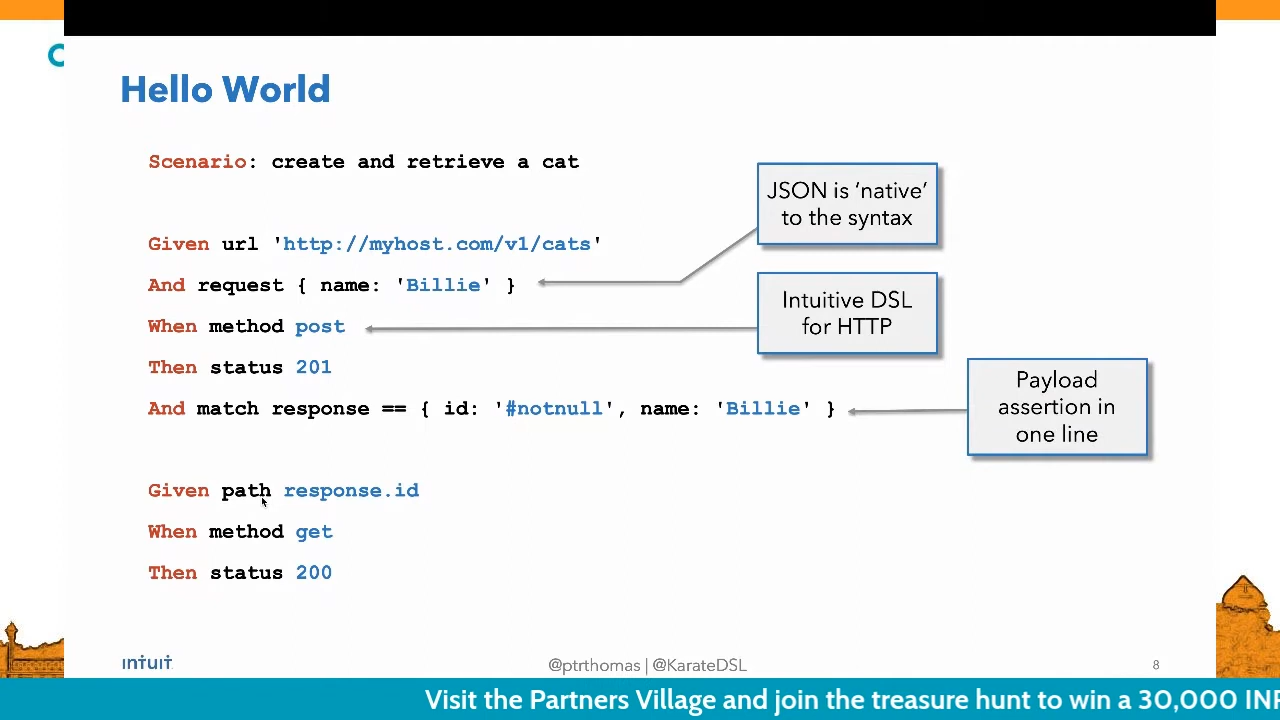 Hello World
Scenario: create and retrieve a cat
Given url 'http://myhost.com/v1/cats'
And request { name: 'Billie' }
When method post
Then status 201
And match response == { id: '#notnull', name: 'Billie' }
Given path response.id
When method get
Then status 200
JSON is ‘native’
to the syntax
Intuitive DSL
for HTTP
Payload
assertion in
one line
intuit
@ptrthomas | @KarateDSL
8
Visit the Partners Village and join the treasure hunt to win a 30,000